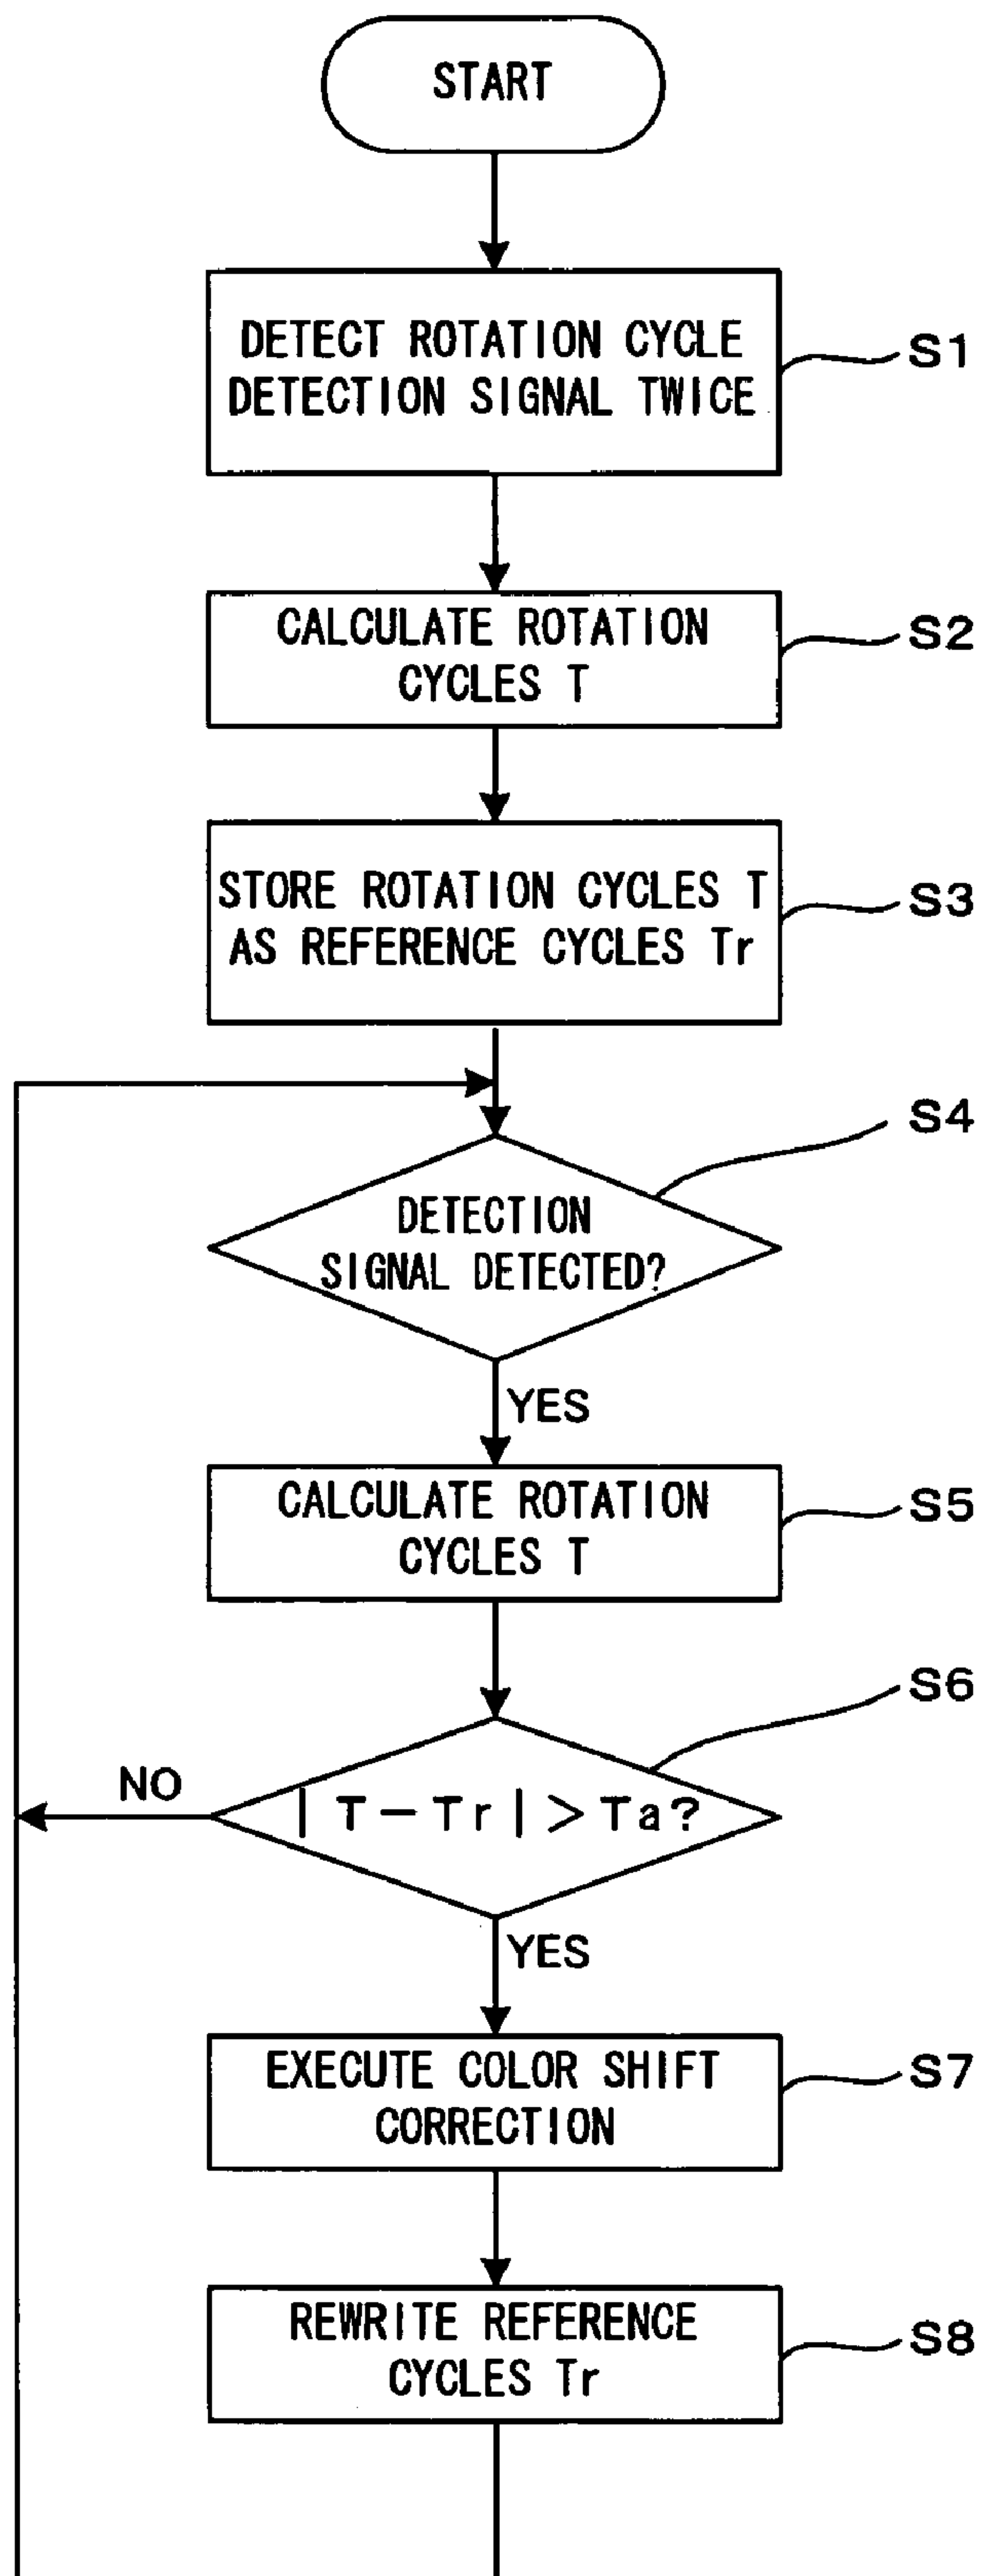 START
DETECT ROTATION CYCLE
DETECTION SIGNAL TWICE
S1
CALCULATE ROTATION
CYCLES T
S2
STORE ROTATION CYCLES T
AS REFERENCE CYCLES Tr
S3
DETECTION
SIGNAL DETECTED?
S4
YES
CALCULATE ROTATION
CYCLES T
S5
|T-Tr|>Ta?
S6
NO
YES
EXECUTE COLOR SHIFT
CORRECTION
S7
REWRITE REFERENCE
CYCLES Tr
S8